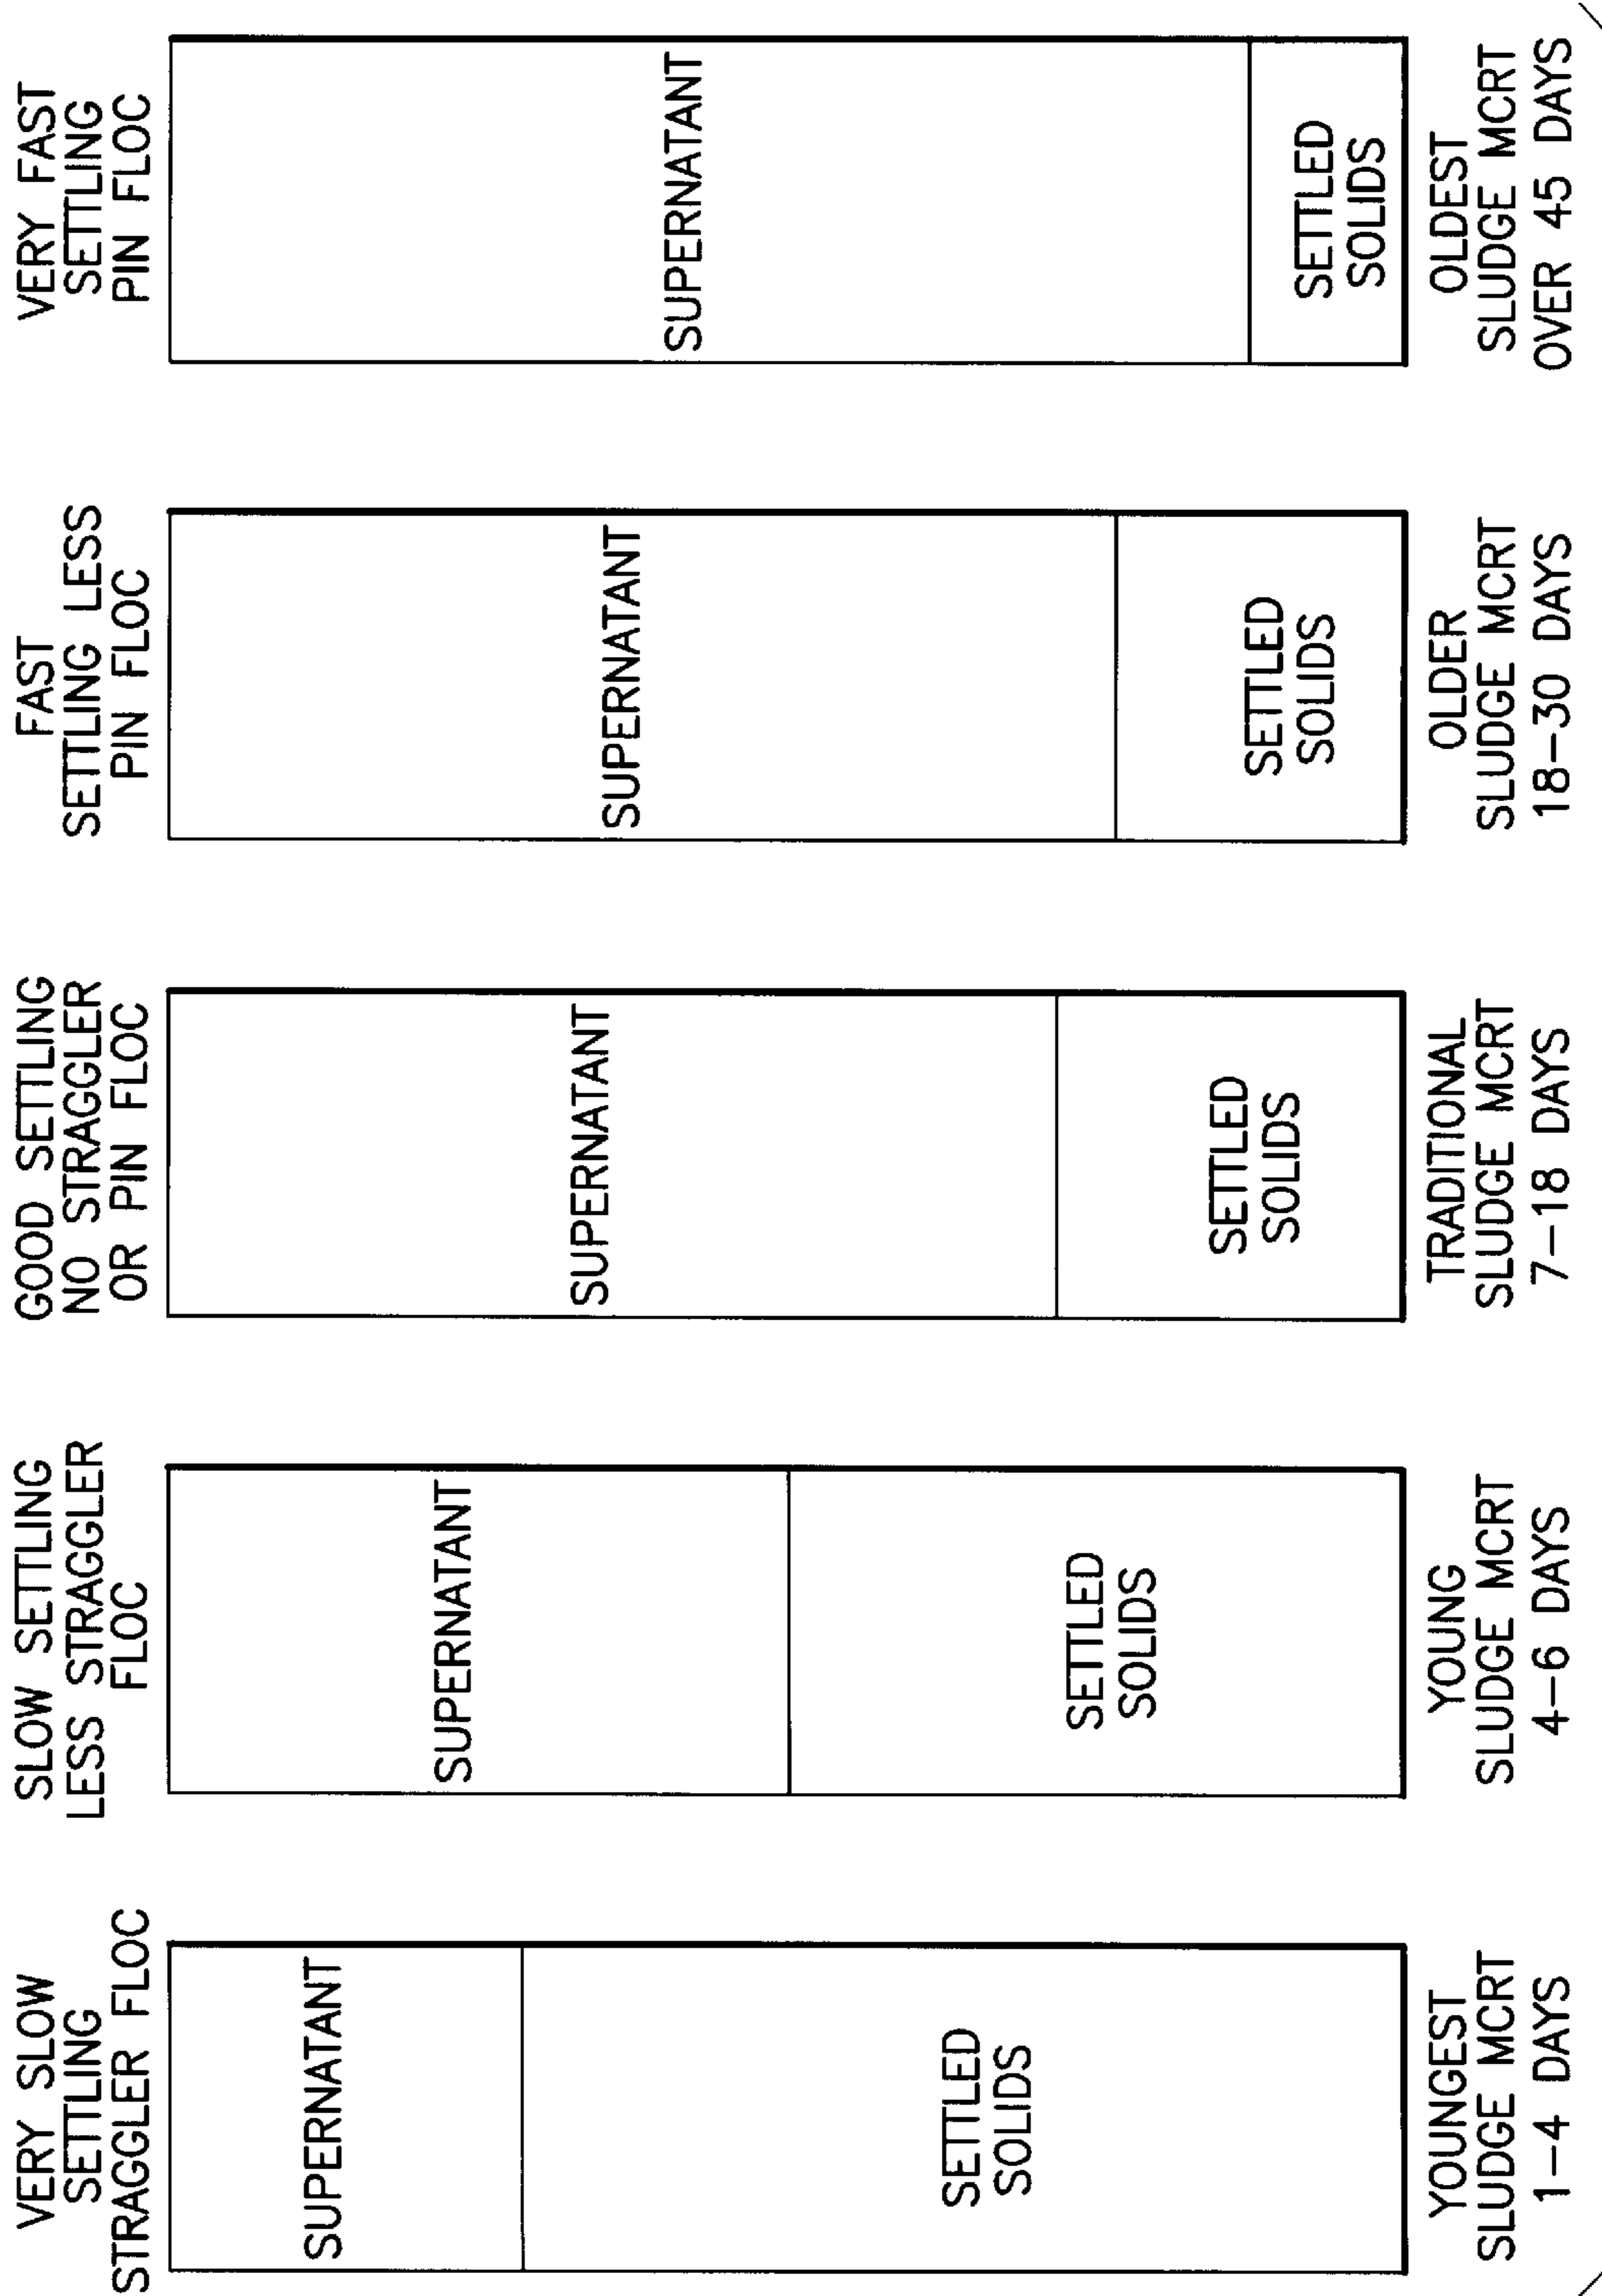 VERY SLOW
SETTLING
STRAGGLER FLOC
SUPERNATANT
SETTLED
SOLIDS
YOUNGEST
SLUDGE MCRT
1-4 DAYS
SLOW SETTLING
LESS STRAGGLER
FLOC
SUPERNATANT
SETTLED
SOLIDS
YOUNG
SLUDGE MCRT
4-6 DAYS
GOOD SETTLING
NO STRAGGLER
OR PIN FLOC
SUPERNATANT
SETTLED
SOLIDS
TRADITIONAL
SLUDGE MCRT
7-18 DAYS
FAST
SETTLING LESS
PIN FLOC
SUPERNATANT
SETTLED
SOLIDS
OLDER
SLUDGE MCRT
18-30 DAYS
VERY FAST
SETTLING
PIN FLOC
SUPERNATANT
SETTLED
SOLIDS
OLDEST
SLUDGE MCRT
OVER 45 DAYS